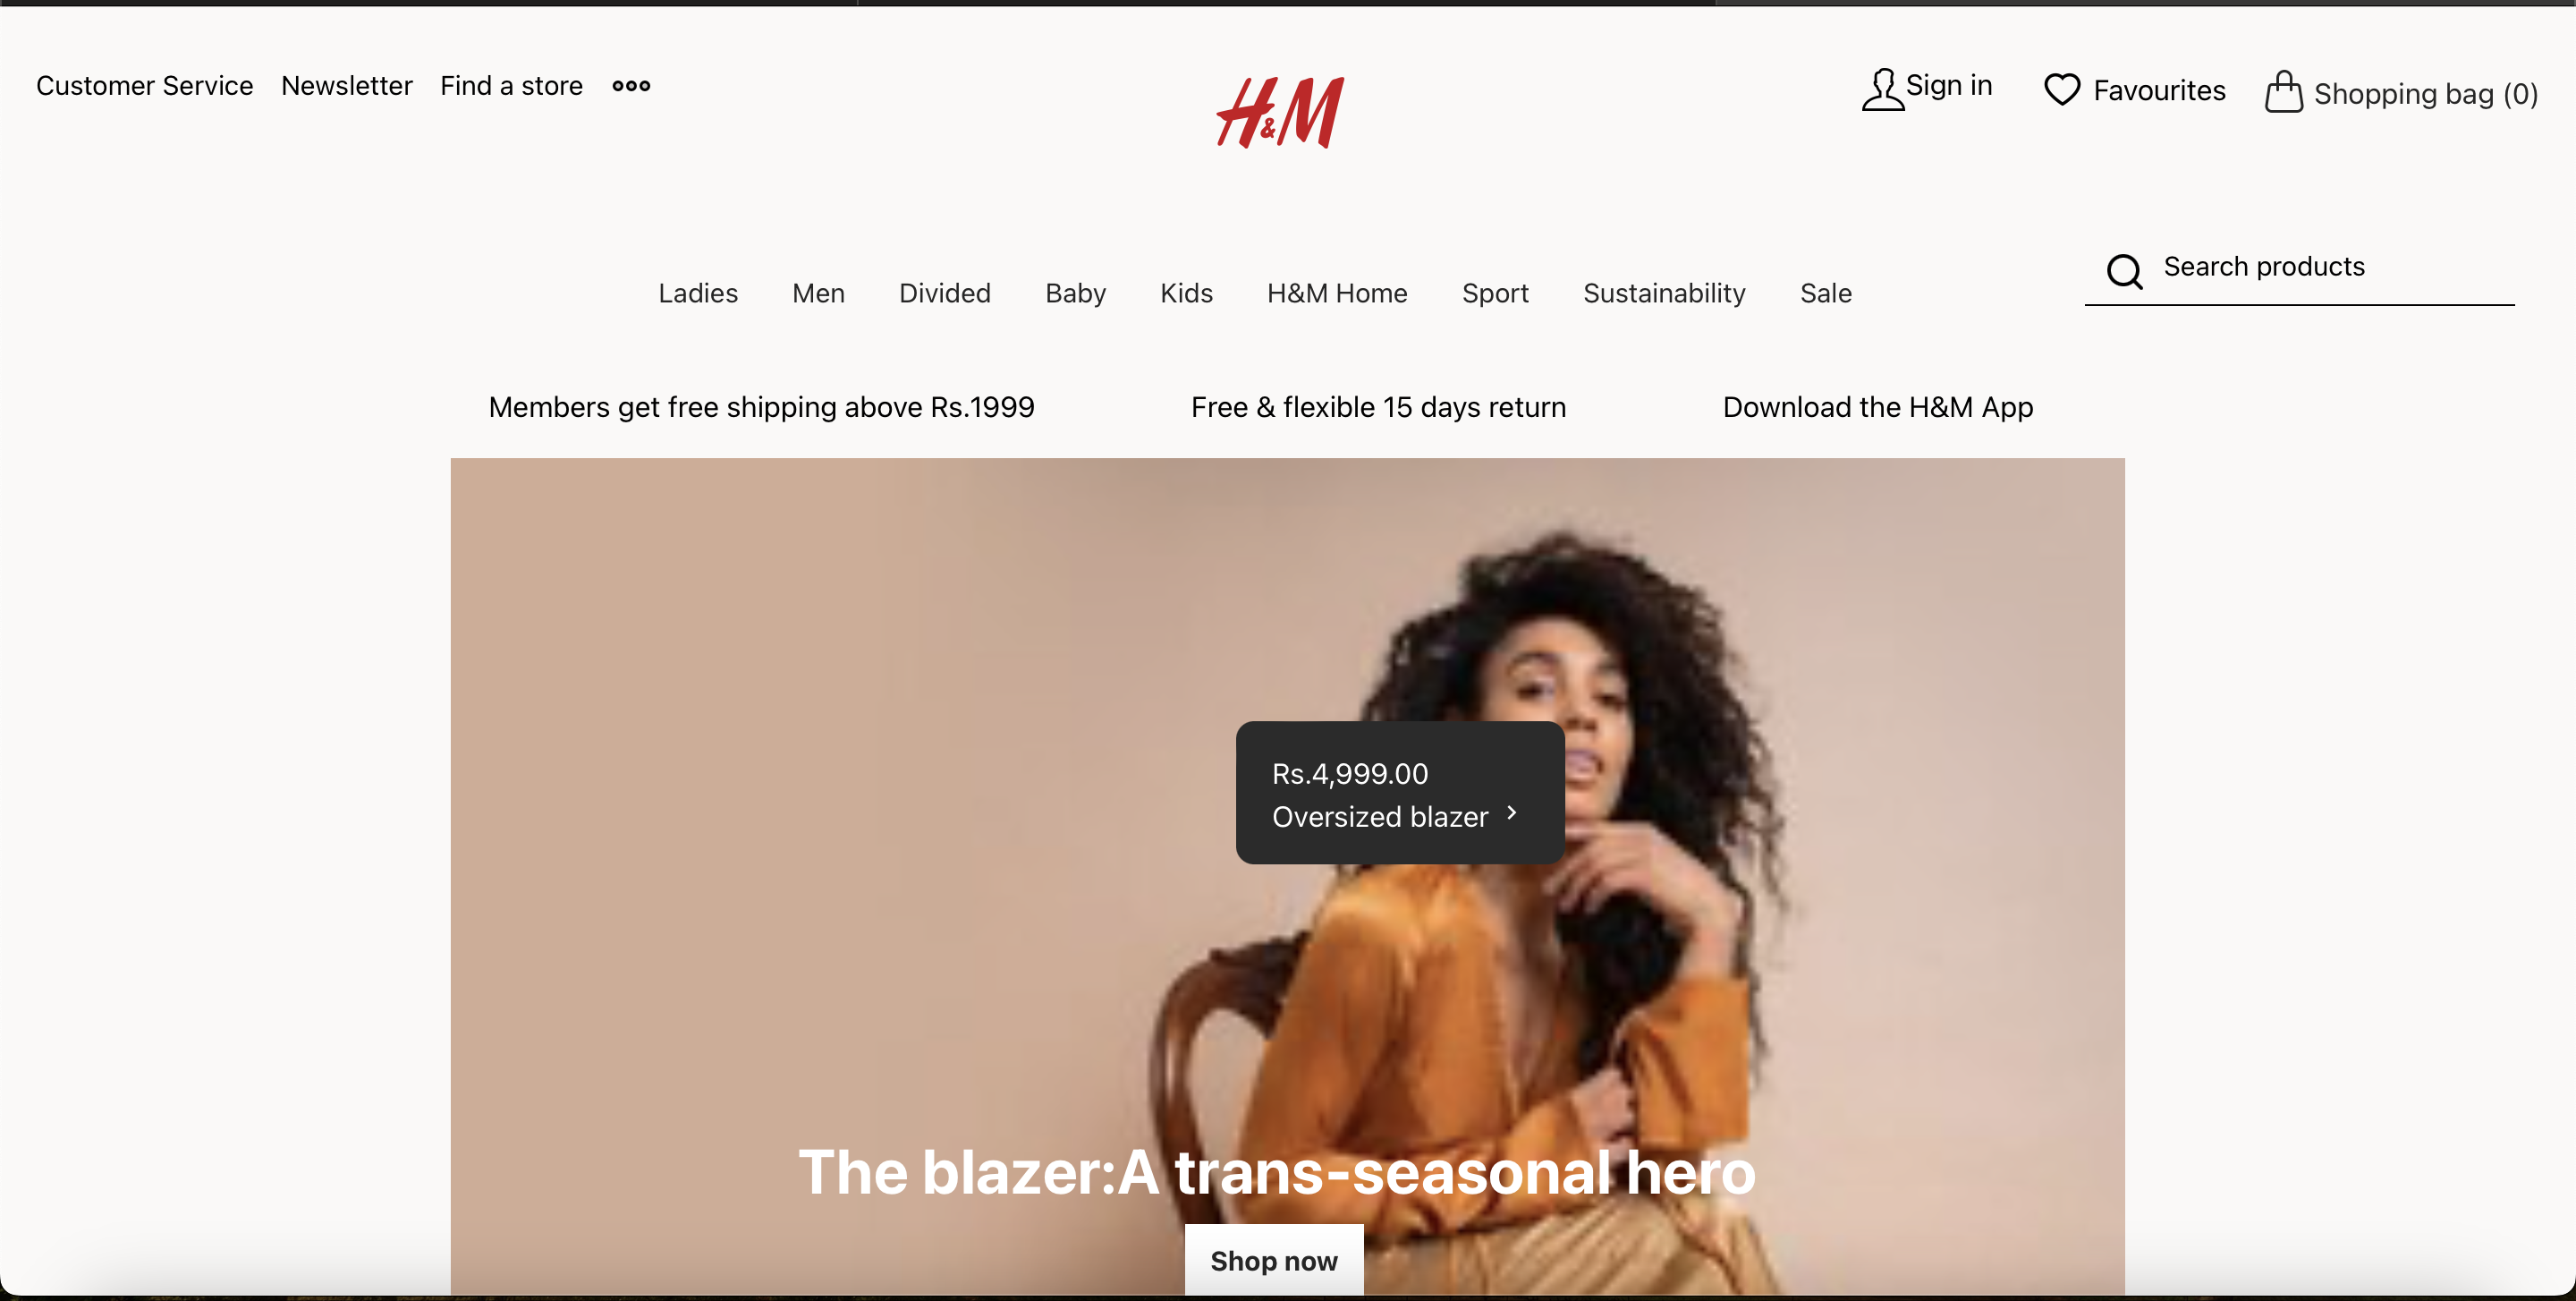 Customer Service Newsletter Find a store
H&M
Sign in Favourites Shopping bag (0)
Ladies Men Divided Baby Kids H&M Home Sport Sustainability Sale
Search products
Members get free shipping above Rs.1999 Free & flexible 15 days return Download the H&M App
Rs.4,999.00
Oversized blazer
The blazer:A trans-seasonal hero
Shop now